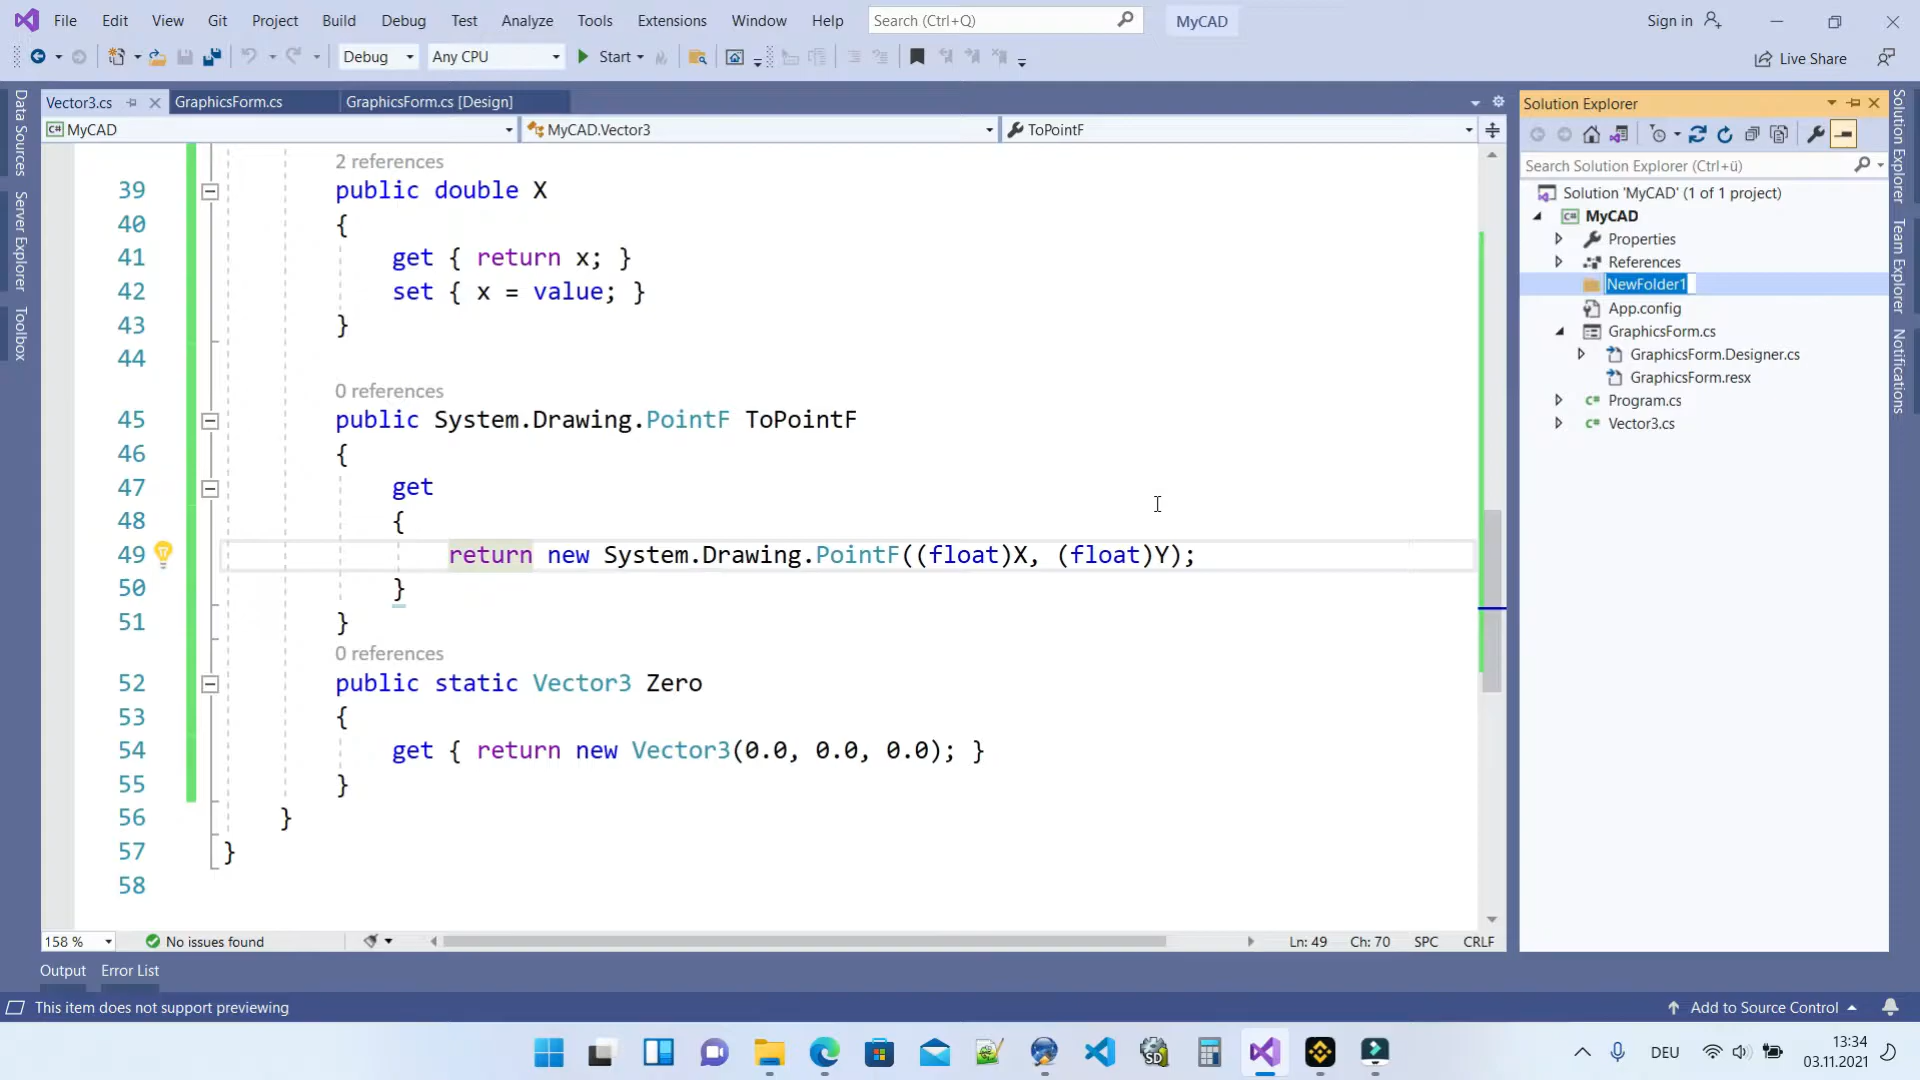 File Edit View Git Project Build Debug Test Analyze Tools Extensions Window Help Search (Ctrl+Q) MyCAD Sign in
Debug Any CPU Start Live Share
Vector3.cs GraphicsForm.cs GraphicsForm.cs [Design]
MyCAD MyCAD.Vector3 ToPointF
2 references
39 public double X
40 {
41 get { return x; }
42 set { x = value; }
43 }
44
0 references
45 public System.Drawing.PointF ToPointF
46 {
47 get
48 {
49 return new System.Drawing.PointF((float)X, (float)Y);
50 }
51 }
0 references
52 public static Vector3 Zero
53 {
54 get { return new Vector3(0.0, 0.0, 0.0); }
55 }
56 }
57 }
58
158 % No issues found Ln: 49 Ch: 70 SPC CRLF
Data Sources
Server Explorer
Toolbox
Solution Explorer
Search Solution Explorer (Ctrl+ü)
Solution 'MyCAD' (1 of 1 project)
C# MyCAD
Properties
References
NewFolder1
App.config
GraphicsForm.cs
GraphicsForm.Designer.cs
GraphicsForm.resx
C# Program.cs
C# Vector3.cs
Solution Explorer
Team Explorer
Notifications
Output Error List
This item does not support previewing Add to Source Control
SD
DEU 13:34
03.11.2021